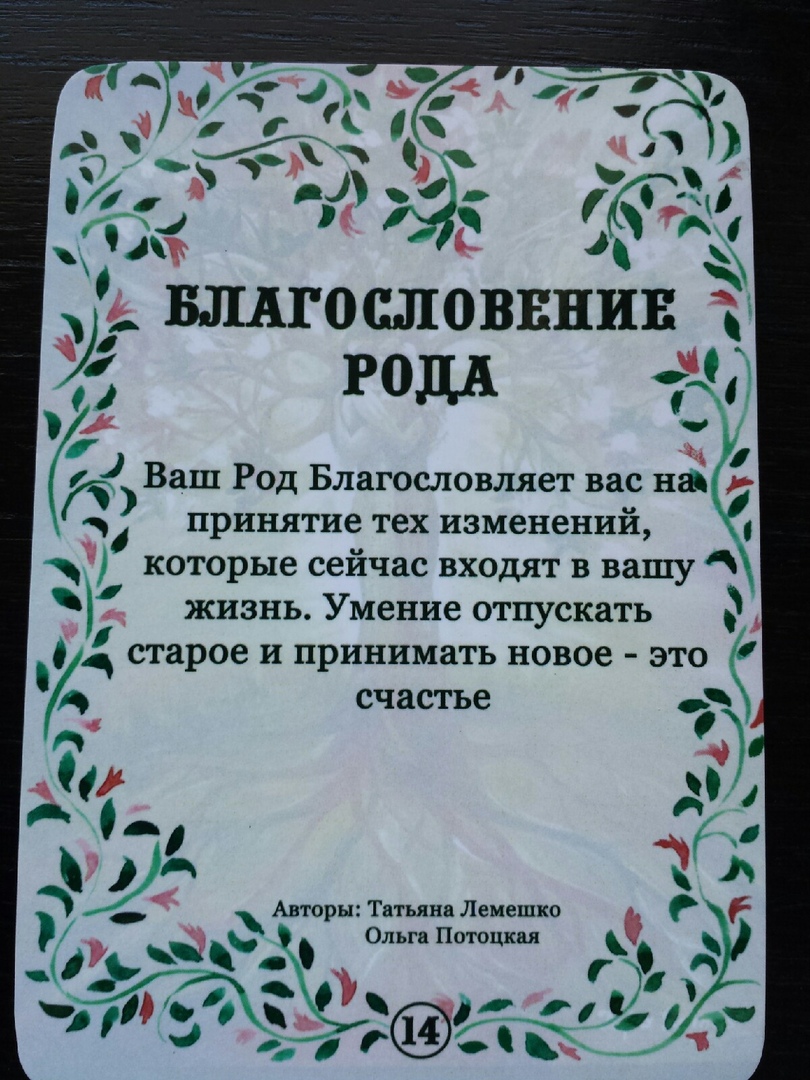 БЛАГОСЛОВЕНИЕ
РОДА
Ваш Род Благословляет вас на
принятие тех изменений,
которые сейчас входят в вашу
жизнь. Умение отпускать
старое и принимать новое - это
счастье
Авторы: Татьяна Лемешко
Ольга Потоцкая
14